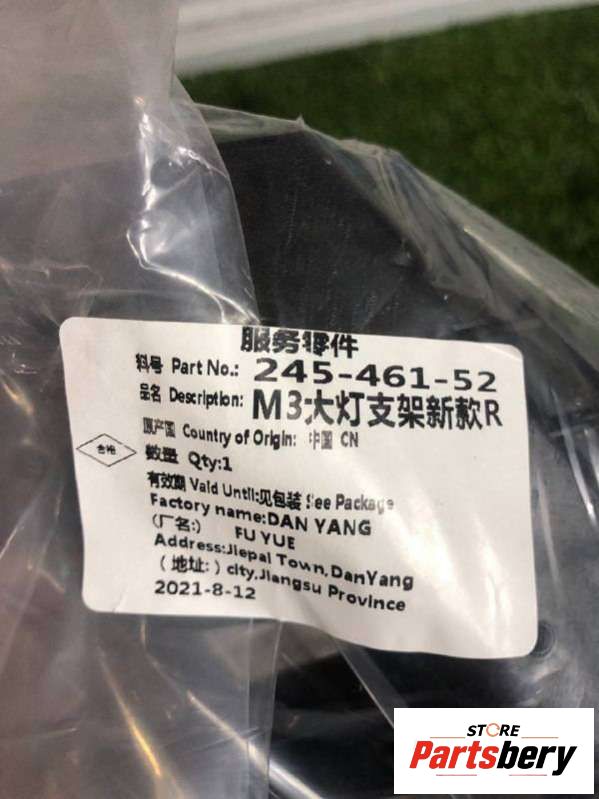 服务零件
料号 Part No.: 245-461-52
品名 Description: M3大灯支架新款R
原产国 Country of Origin: 中国 CN
合格
数量 Qty:1
有效期 Vaid Until:见包装 See Package
Factory name:DAN YANG
(厂名:) FU YUE
Address:Jiepai Town,DanYang
(地址:) city,Jiangsu Province
2021-8-12
STORE
Partsbery